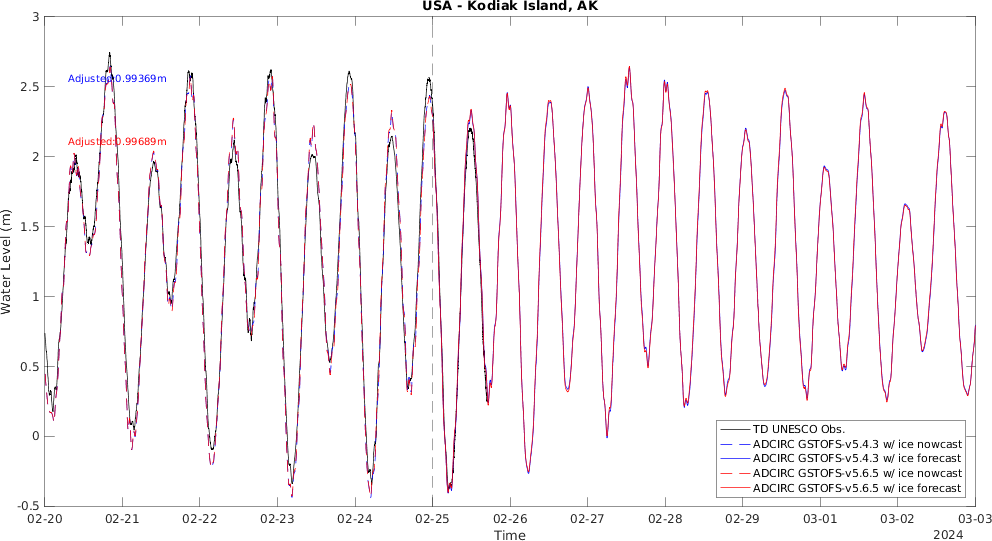 USA - Kodiak Island, AK
Water Level (m)
3
2.5
2
1.5
1
0.5
0
-0.5
Adjusted:0.99369m
Adjusted:0.99689m
TD UNESCO Obs.
ADCIRC GSTOFS-v5.4.3 w/ ice nowcast
ADCIRC GSTOFS-v5.4.3 w/ ice forecast
ADCIRC GSTOFS-v5.6.5 w/ ice nowcast
ADCIRC GSTOFS-v5.6.5 w/ ice forecast
02-20 02-21 02-22 02-23 02-24 02-25 02-26 02-27 02-28 02-29 03-01 03-02 03-03
Time
2024